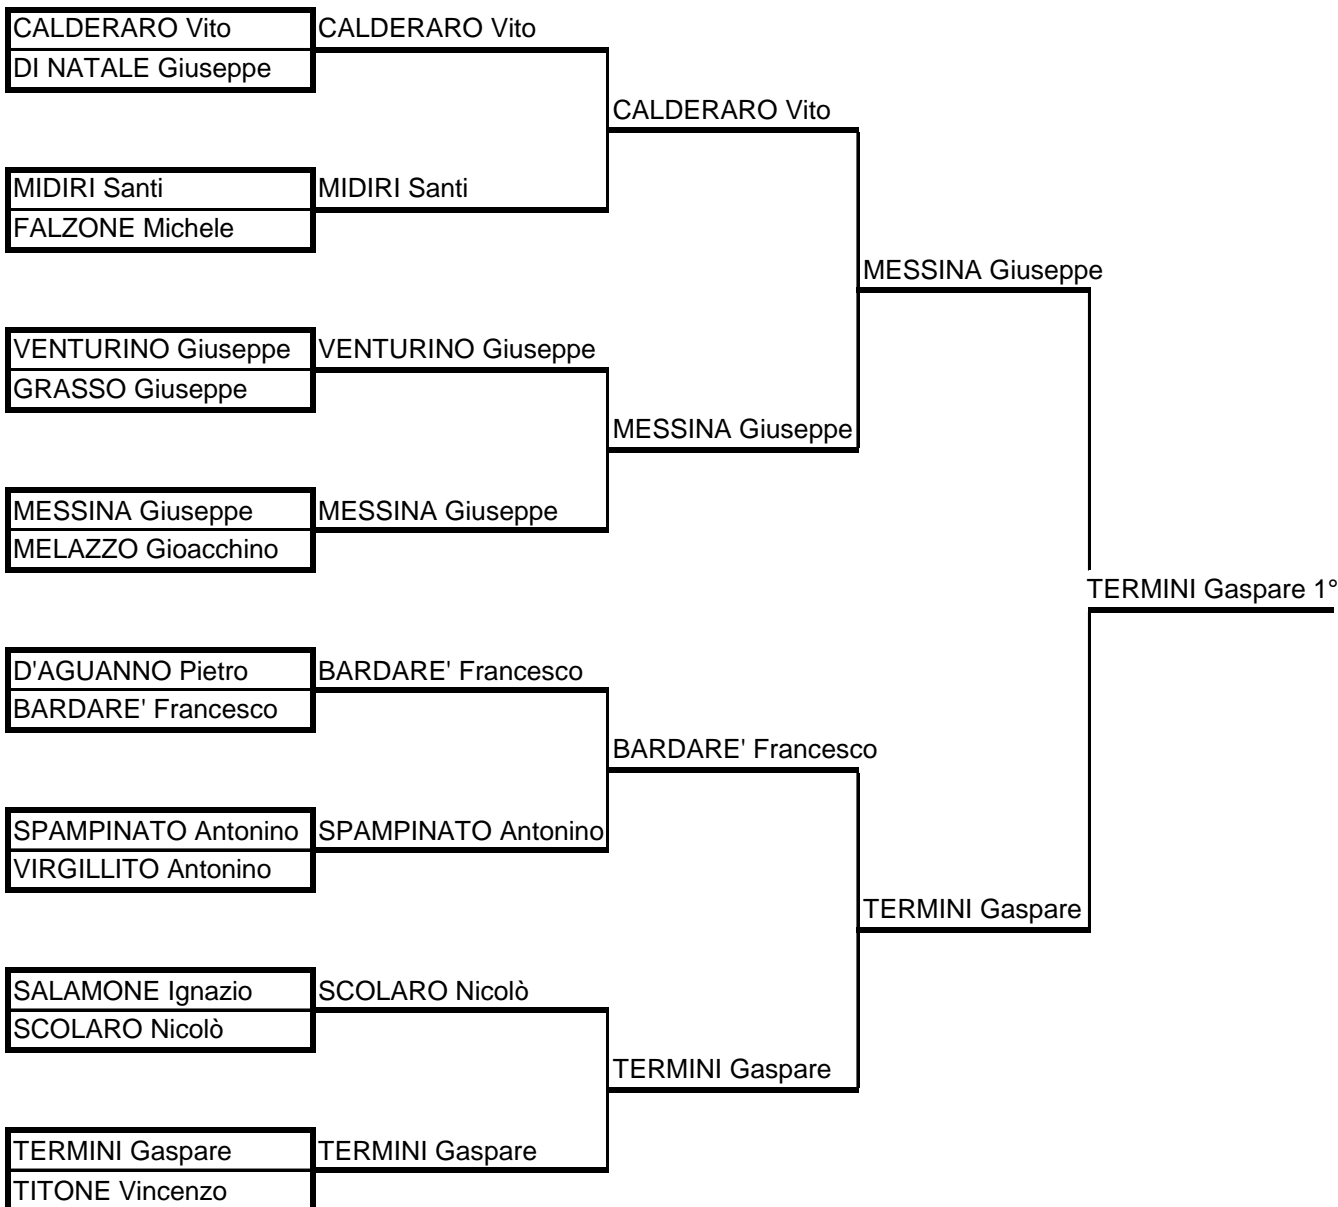 CALDERARO Vito
DI NATALE Giuseppe
MIDIRI Santi
FALZONE Michele
VENTURINO Giuseppe
GRASSO Giuseppe
MESSINA Giuseppe
MELAZZO Gioacchino
D'AGUANNO Pietro
BARDARE' Francesco
SPAMPINATO Antonino
VIRGILLITO Antonino
SALAMONE Ignazio
SCOLARO Nicolò
TERMINI Gaspare
TITONE Vincenzo
CALDERARO Vito
MIDIRI Santi
VENTURINO Giuseppe
MESSINA Giuseppe
BARDARE' Francesco
SPAMPINATO Antonino
SCOLARO Nicolò
TERMINI Gaspare
CALDERARO Vito
MESSINA Giuseppe
BARDARE' Francesco
TERMINI Gaspare
MESSINA Giuseppe
TERMINI Gaspare
TERMINI Gaspare 1°